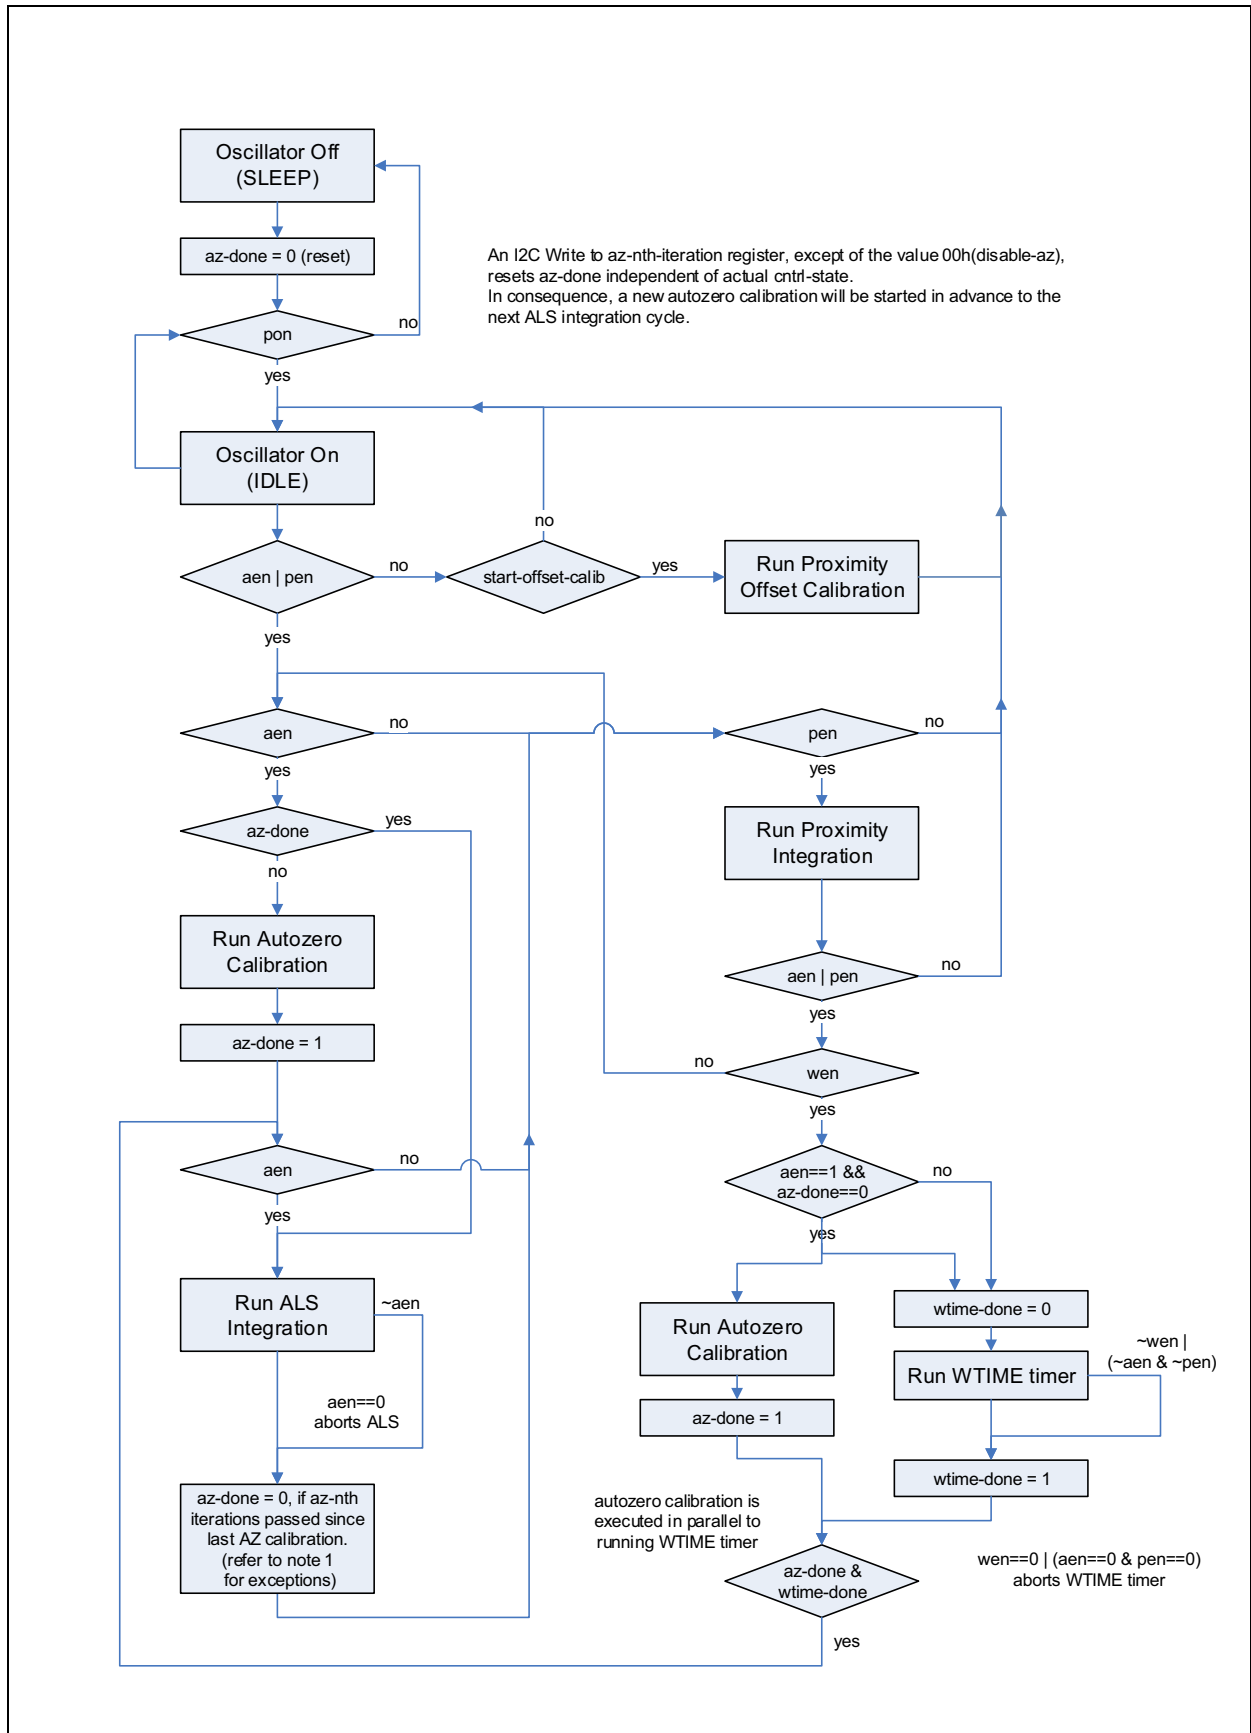 Oscillator Off
(SLEEP)
az-done = 0 (reset)
An I2C Write to az-nth-iteration register, except of the value 00h(disable-az),
resets az-done independent of actual cntrl-state.
In consequence, a new autozero calibration will be started in advance to the
next ALS integration cycle.
pon
no
yes
Oscillator On
(IDLE)
no
aen | pen
no
start-offset-calib
yes
Run Proximity
Offset Calibration
yes
aen
no
pen
no
yes
yes
az-done
yes
Run Proximity
Integration
no
Run Autozero
Calibration
aen | pen
no
yes
az-done = 1
no
wen
yes
aen
no
aen==1 &&
az-done==0
no
yes
yes
Run ALS
Integration
~aen
wtime-done = 0
Run Autozero
Calibration
~wen |
(~aen & ~pen)
Run WTIME timer
aen==0
aborts ALS
az-done = 1
wtime-done = 1
az-done = 0, if az-nth
iterations passed since
last AZ calibration.
(refer to note 1
for exceptions)
autozero calibration is
executed in parallel to
running WTIME timer
az-done &
wtime-done
wen==0 | (aen==0 & pen==0)
aborts WTIME timer
yes